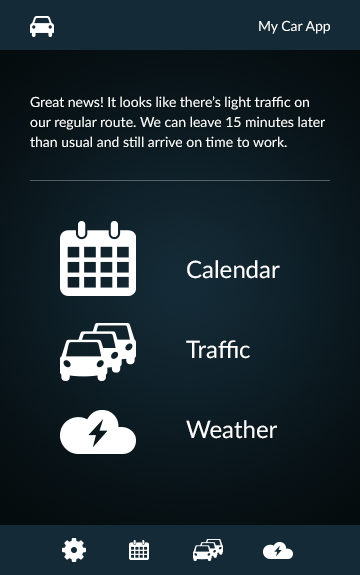 My Car App
Great news! It looks like there's light traffic on
our regular route. We can leave 15 minutes later
than usual and still arrive on time to work.
Calendar
Traffic
Weather